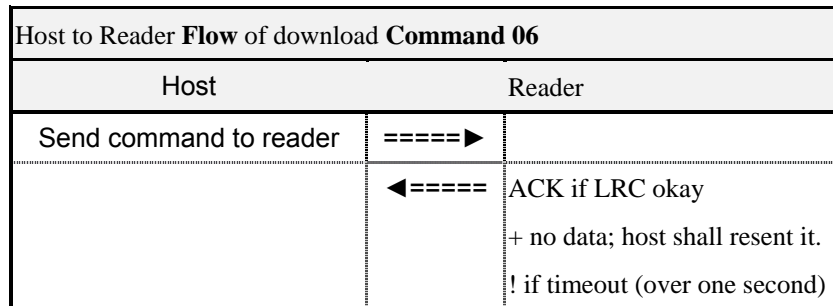 Host to Reader Flow of download Command 06
Host Reader
Send command to reader =====►
◄===== ACK if LRC okay
+ no data; host shall resent it.
! if timeout (over one second)